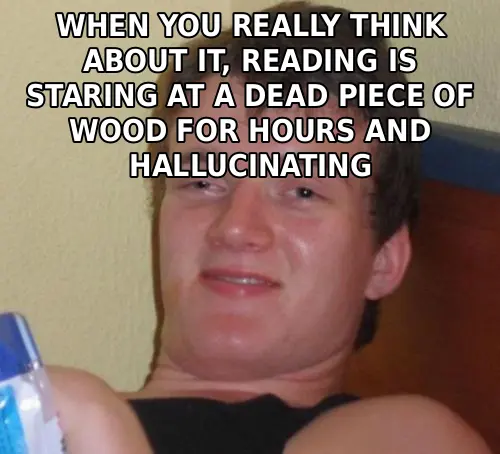 WHEN YOU REALLY THINK
ABOUT IT, READING IS
STARING AT A DEAD PIECE OF
WOOD FOR HOURS AND
HALLUCINATING